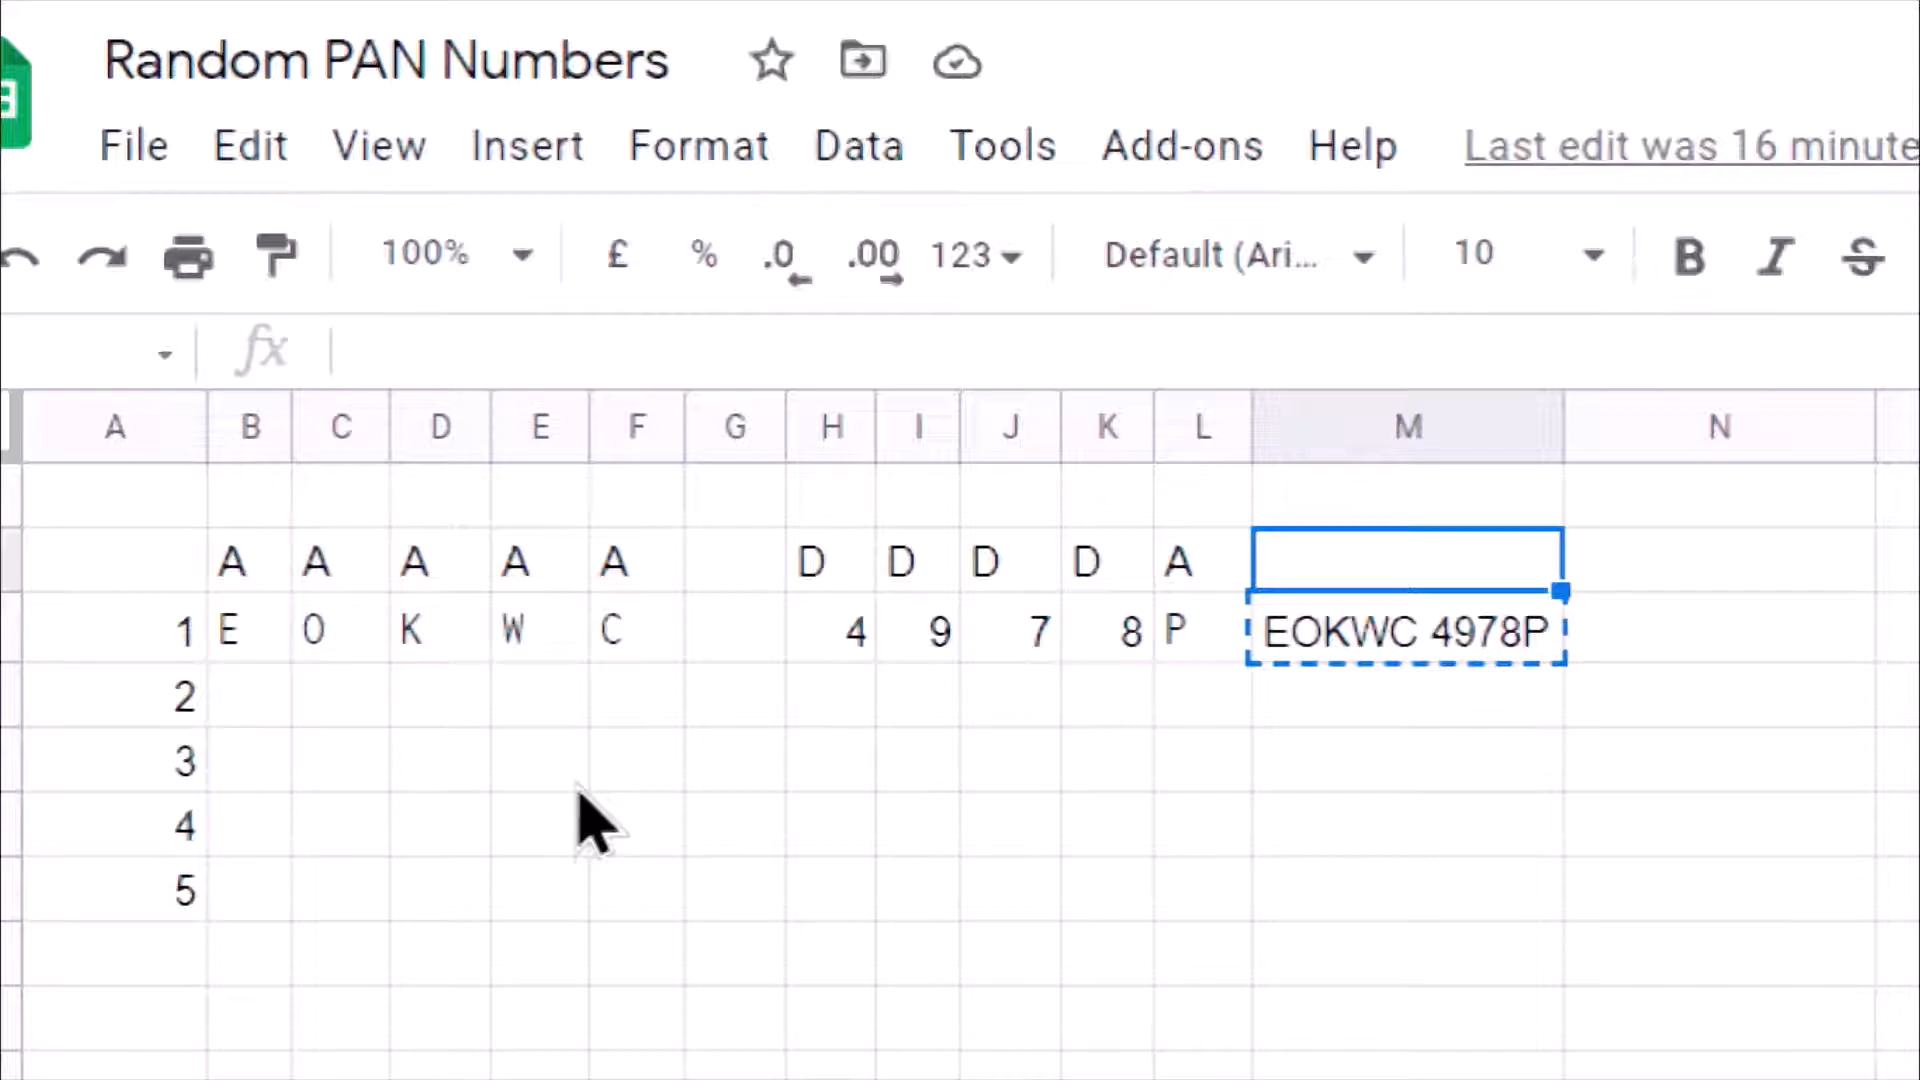 Random PAN Numbers
File Edit View Insert Format Data Tools Add-ons Help Last edit was 16 minute
100% £ % .0 .00 123 Default (Ari... 10 B I S
fx
A B C D E F G H I J K L M N
A A A A A H D D D A
1 E O K W C 4 9 7 8 P EOKWC 4978P
2
3
4
5